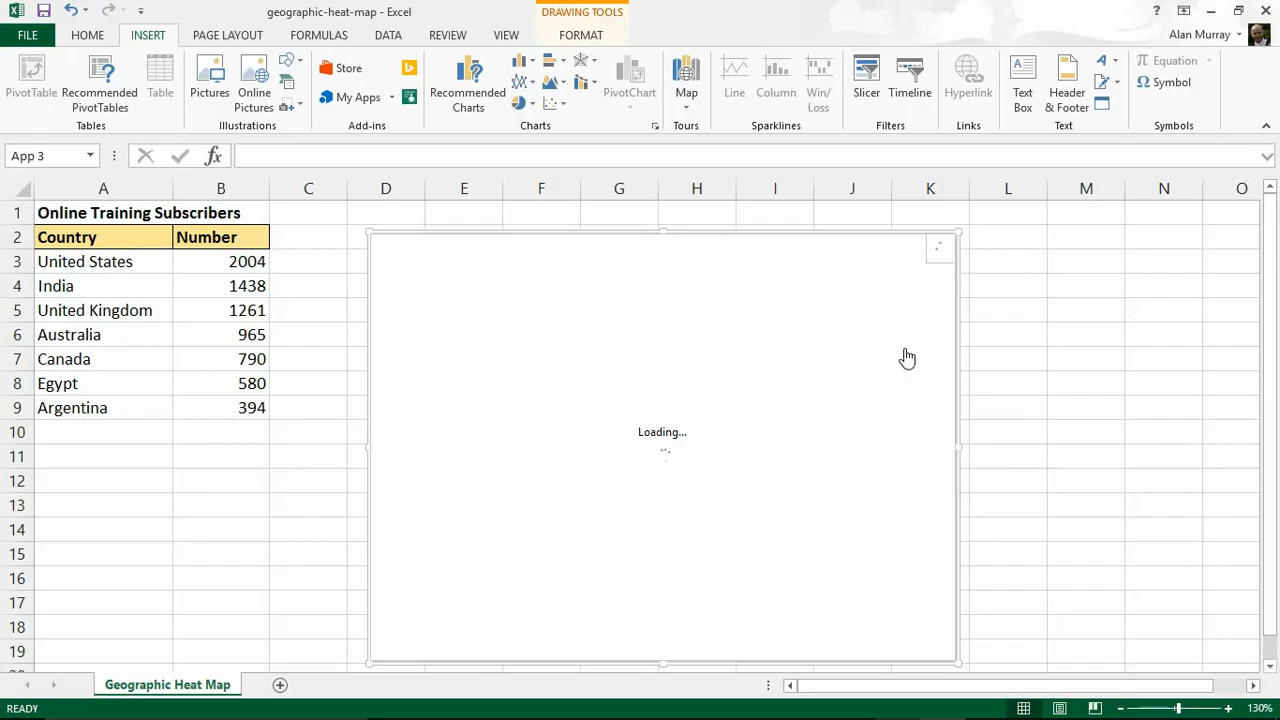 geographic-heat-map - Excel
DRAWING TOOLS
?
FILE HOME INSERT PAGE LAYOUT FORMULAS DATA REVIEW VIEW FORMAT Alan Murray
PivotTable
Recommended PivotTables
Table
Tables
Pictures
Online Pictures
Illustrations
Store
My Apps
Add-ins
Recommended Charts
PivotChart
Charts
Map
Tours
Line
Column
Win/Loss
Sparklines
Slicer
Timeline
Filters
Hyperlink
Links
Text Box
Header & Footer
Text
Equation
Symbol
Symbols
App 3 fx
A B C D E F G H I J K L M N O
1 Online Training Subscribers
2 Country Number
3 United States 2004
4 India 1438
5 United Kingdom 1261
6 Australia 965
7 Canada 790
8 Egypt 580
9 Argentina 394
10
11
12
13
14
15
16
17
18
19
Loading...
Geographic Heat Map
READY 130%